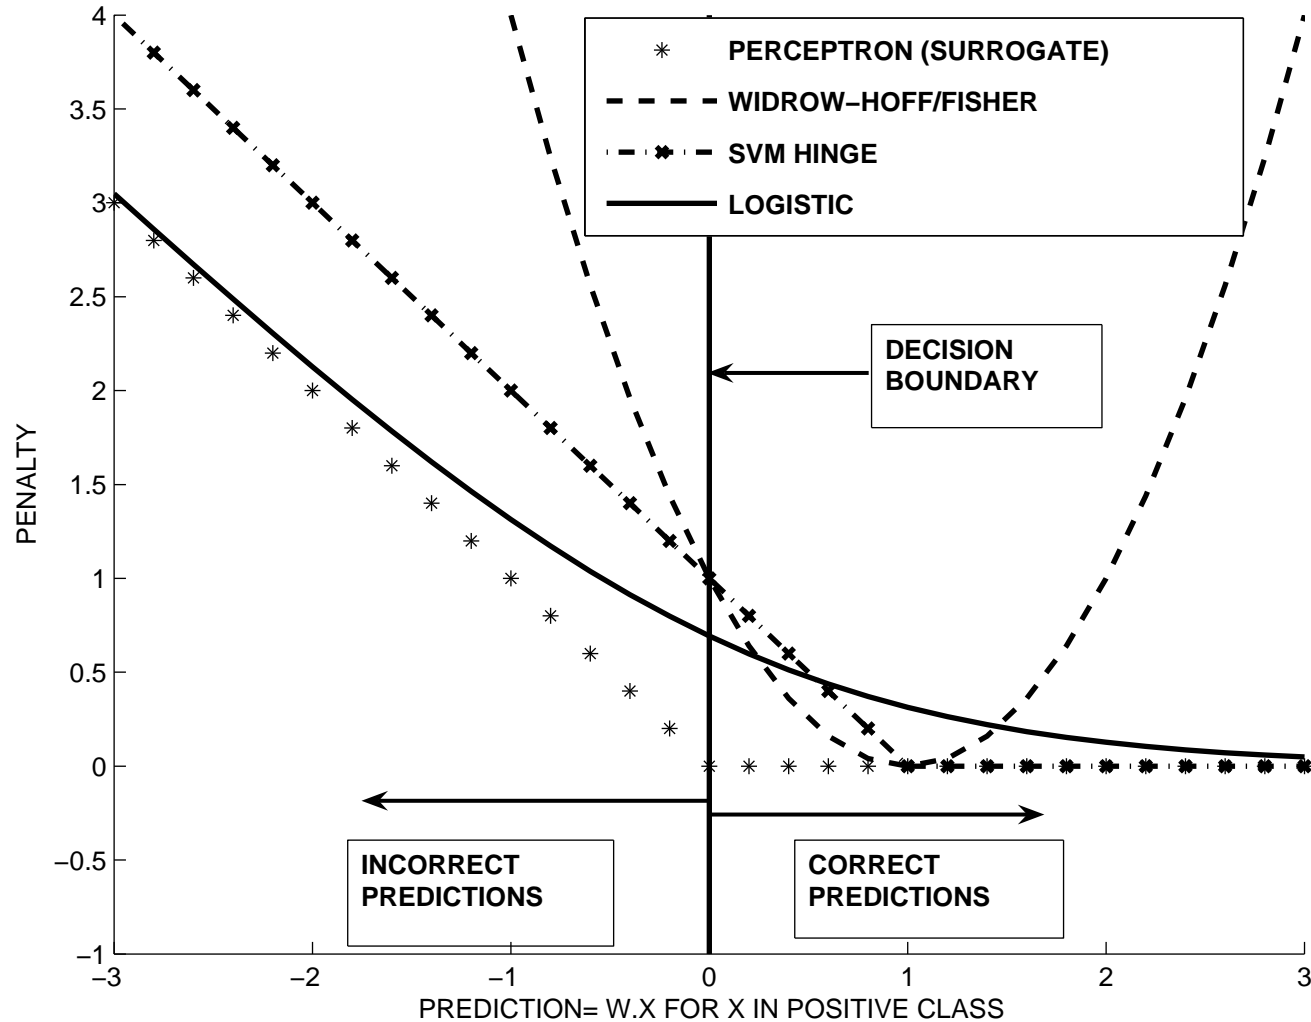 4
3.5
3
2.5
2
1.5
1
0.5
0
−0.5
−1
PENALTY
PERCEPTRON (SURROGATE)
WIDROW−HOFF/FISHER
SVM HINGE
LOGISTIC
DECISION
BOUNDARY
INCORRECT
PREDICTIONS
CORRECT
PREDICTIONS
−3 −2 −1 0 1 2 3
PREDICTION= W.X FOR X IN POSITIVE CLASS